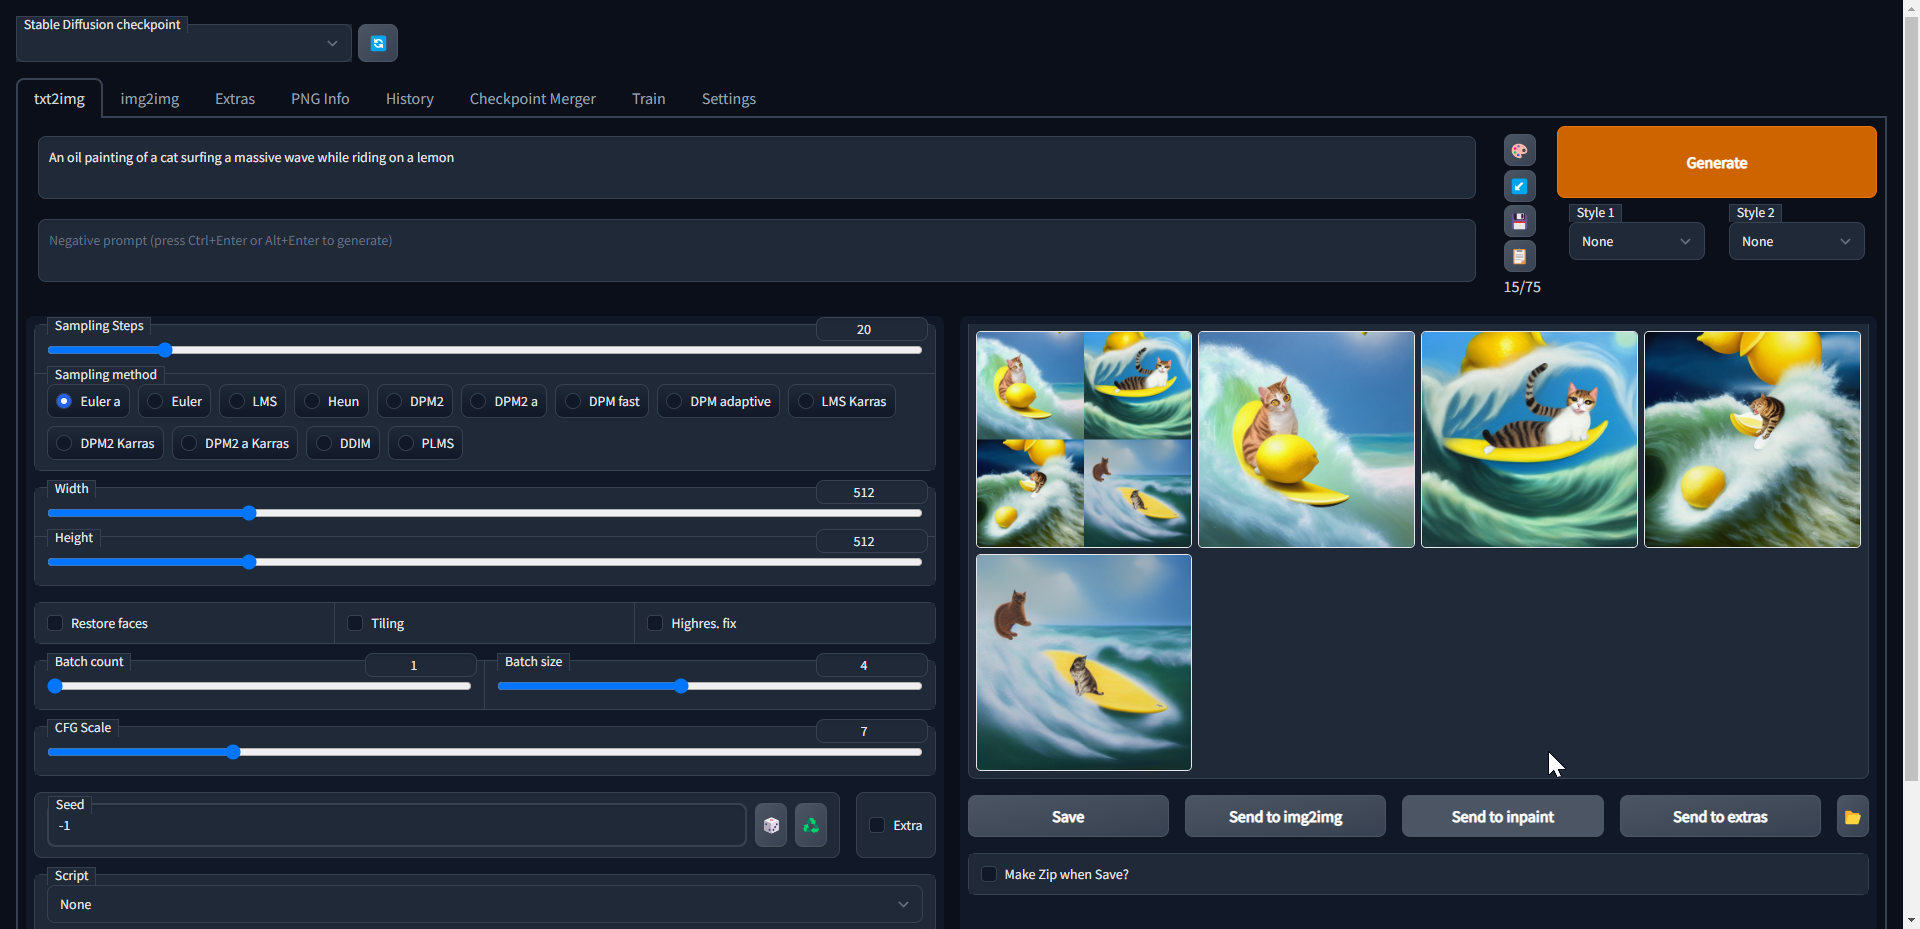 Stable Diffusion checkpoint
txt2img img2img Extras PNG Info History Checkpoint Merger Train Settings
An oil painting of a cat surfing a massive wave while riding on a lemon
Negative prompt (press Ctrl+Enter or Alt+Enter to generate)
Generate
Style 1 Style 2
None None
15/75
Sampling Steps 20
Sampling method
Euler a Euler LMS Heun DPM2 DPM2 a DPM fast DPM adaptive LMS Karras
DPM2 Karras DPM2 a Karras DDIM PLMS
Width 512
Height 512
Restore faces Tiling Highres. fix
Batch count 1 Batch size 4
CFG Scale 7
Seed
-1
Extra
Script
None
Save Send to img2img Send to inpaint Send to extras
Make Zip when Save?